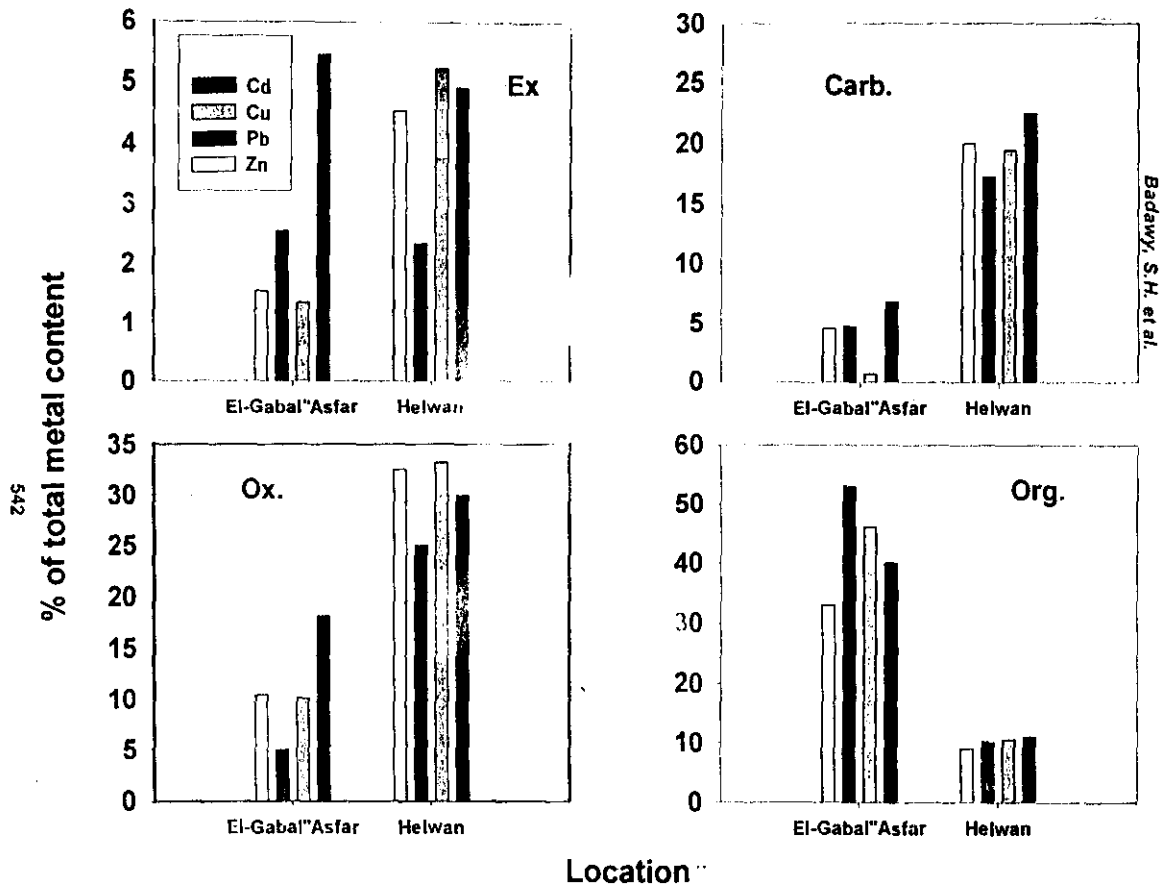 6
5
4
3
2
1
0
Ex
Cd
Cu
Pb
Zn
El-Gabal"Asfar Helwan
30
25
20
15
10
5
0
Carb.
El-Gabal"Asfar Helwan
35
30
25
20
15
10
5
0
Ox.
El-Gabal"Asfar Helwan
60
50
40
30
20
10
0
Org.
El-Gabal"Asfar Helwan
% of total metal content
Location
542
Badawy, S.H. et al.